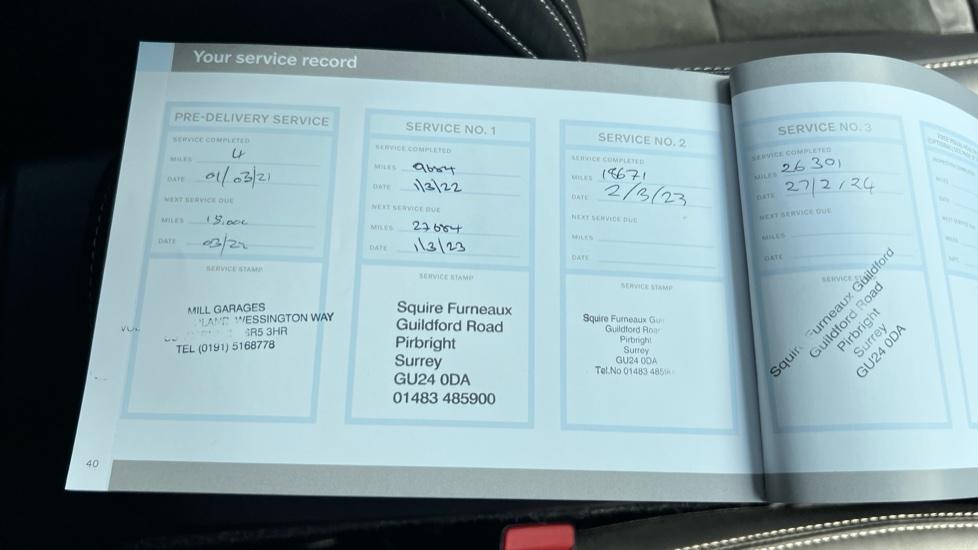 Your service record
PRE-DELIVERY SERVICE
SERVICE COMPLETED
MILES 4
DATE 01/03/21
NEXT SERVICE DUE
MILES
DATE 03/22
SERVICE STAMP
MILL GARAGES
WESSINGTON WAY
SR5 3HR
TEL (0191) 5168778
SERVICE NO. 1
SERVICE COMPLETED
MILES
DATE 1/3/22
NEXT SERVICE DUE
MILES
DATE 1/3/23
SERVICE STAMP
Squire Furneaux
Guildford Road
Pirbright
Surrey
GU24 0DA
01483 485900
SERVICE NO. 2
SERVICE COMPLETED
MILES 18671
DATE 2/3/23
NEXT SERVICE DUE
MILES
DATE
SERVICE STAMP
Squire Furneaux
Guildford Road
Pirbright
Surrey
GU24 0DA
Tel.No 01483
SERVICE NO. 3
SERVICE COMPLETED
MILES 26301
DATE 27/2/24
NEXT SERVICE DUE
MILES
DATE
SERVICE
Furneaux Guildford
Guildford Road
Pirbright
Surrey
GU24 0DA
40